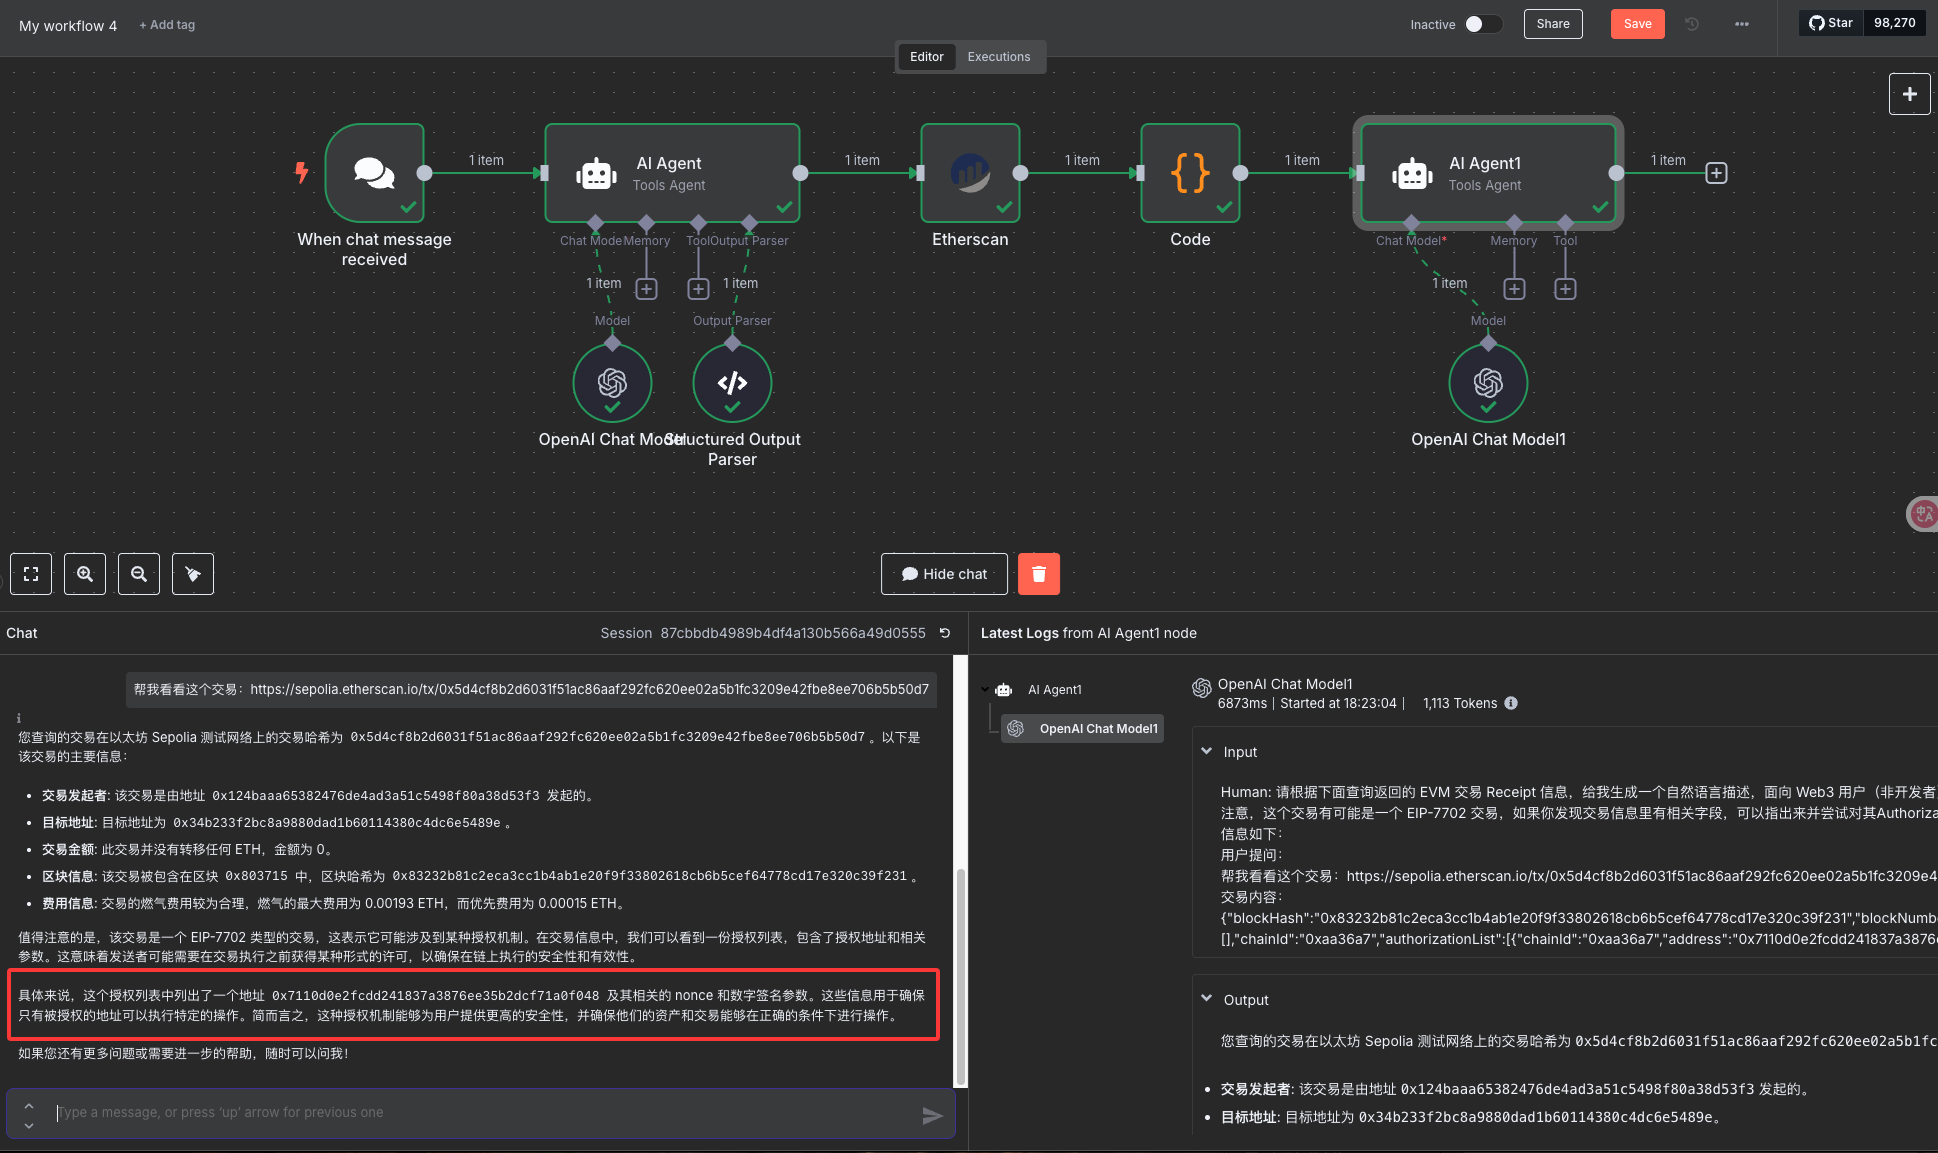 My workflow 4
+ Add tag
Inactive
Share
Save
Star
98,270
Editor
Executions
1 item
1 item
1 item
1 item
1 item
AI Agent
Tools Agent
AI Agent1
Tools Agent
When chat message
received
Chat Mode
Memory
Tool
Output Parser
Etherscan
Code
Chat Model*
Memory
Tool
1 item
1 item
1 item
Model
Output Parser
Model
OpenAI Chat Model
Structured Output
Parser
OpenAI Chat Model1
Hide chat
Chat
Session 87cbbdb4989b4df4a130b566a49d0555
帮我看看这个交易：https://sepolia.etherscan.io/tx/0x5d4cf8b2d6031f51ac86aaf292fc620ee02a5b1fc3209e42fbe8ee706b5b50d7
您查询的交易在以太坊 Sepolia 测试网络上的交易哈希为 0x5d4cf8b2d6031f51ac86aaf292fc620ee02a5b1fc3209e42fbe8ee706b5b50d7 。以下是
该交易的主要信息：
• 交易发起者: 该交易是由地址 0x124baaa65382476de4ad3a51c5498f80a38d53f3 发起的。
• 目标地址: 目标地址为 0x34b233f2bc8a9880dad1b60114380c4dc6e5489e 。
• 交易金额: 此交易并没有转移任何 ETH，金额为 0。
• 区块信息: 该交易被包含在区块 0x803715 中，区块哈希为 0x83232b81c2eca3cc1b4ab1e20f9f33802618cb6b5cef64778cd17e320c39f231 。
• 费用信息: 交易的燃气费用较为合理，燃气的最大费用为 0.00193 ETH，而优先费用为 0.00015 ETH。
值得注意的是，该交易是一个 EIP-7702 类型的交易，这表示它可能涉及到某种授权机制。在交易信息中，我们可以看到一份授权列表，包含了授权地址和相关
参数。这意味着发送者可能需要在交易执行之前获得某种形式的许可，以确保在链上执行的安全性和有效性。
具体来说，这个授权列表中列出了一个地址 0x7110d0e2fcdd241837a3876ee35b2dcf71a0f048 及其相关的 nonce 和数字签名参数。这些信息用于确保
只有被授权的地址可以执行特定的操作。简而言之，这种授权机制能够为用户提供更高的安全性，并确保他们的资产和交易能够在正确的条件下进行操作。
如果您还有更多问题或需要进一步的帮助，随时可以问我！
Type a message, or press 'up' arrow for previous one
Latest Logs from AI Agent1 node
AI Agent1
OpenAI Chat Model1
OpenAI Chat Model1
6873ms | Started at 18:23:04 | 1,113 Tokens
Input
Human: 请根据下面查询返回的 EVM 交易 Receipt 信息，给我生成一个自然语言描述，面向 Web3 用户（非开发者
注意，这个交易有可能是一个 EIP-7702 交易，如果你发现交易信息里有相关字段，可以指出来并尝试对其Authoriza
信息如下：
用户提问：
帮我看看这个交易：https://sepolia.etherscan.io/tx/0x5d4cf8b2d6031f51ac86aaf292fc620ee02a5b1fc3209e4
交易内容：
{"blockHash":"0x83232b81c2eca3cc1b4ab1e20f9f33802618cb6b5cef64778cd17e320c39f231","blockNumbe
[],"chainId":"0xaa36a7","authorizationList":[{"chainId":"0xaa36a7","address":"0x7110d0e2fcdd241837a3876
Output
您查询的交易在以太坊 Sepolia 测试网络上的交易哈希为 0x5d4cf8b2d6031f51ac86aaf292fc620ee02a5b1fc
• 交易发起者: 该交易是由地址 0x124baaa65382476de4ad3a51c5498f80a38d53f3 发起的。
• 目标地址: 目标地址为 0x34b233f2bc8a9880dad1b60114380c4dc6e5489e。